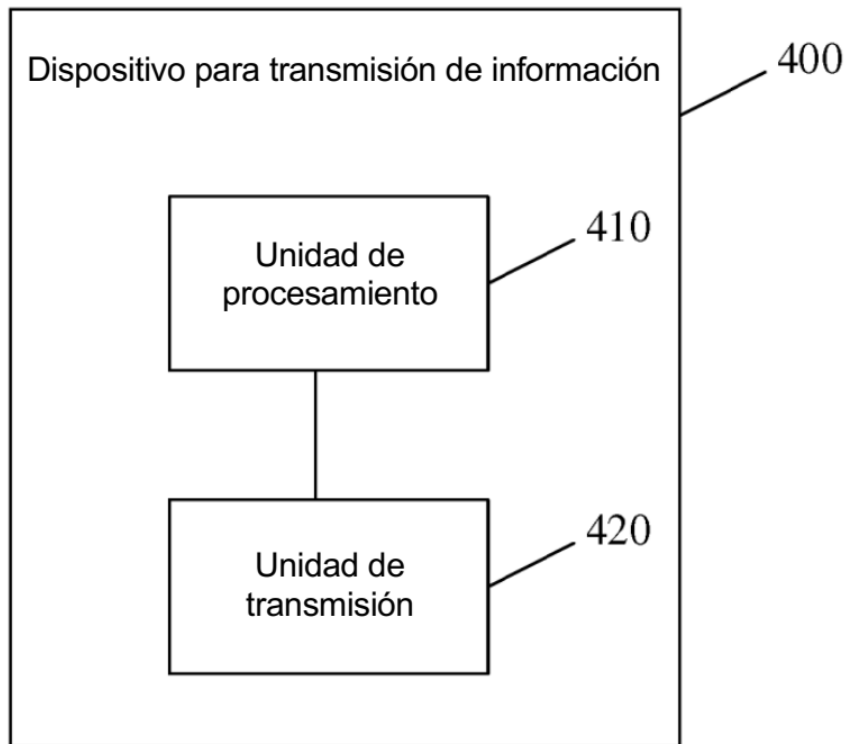 Dispositivo para transmisión de información
400
410
Unidad de
procesamiento
420
Unidad de
transmisión